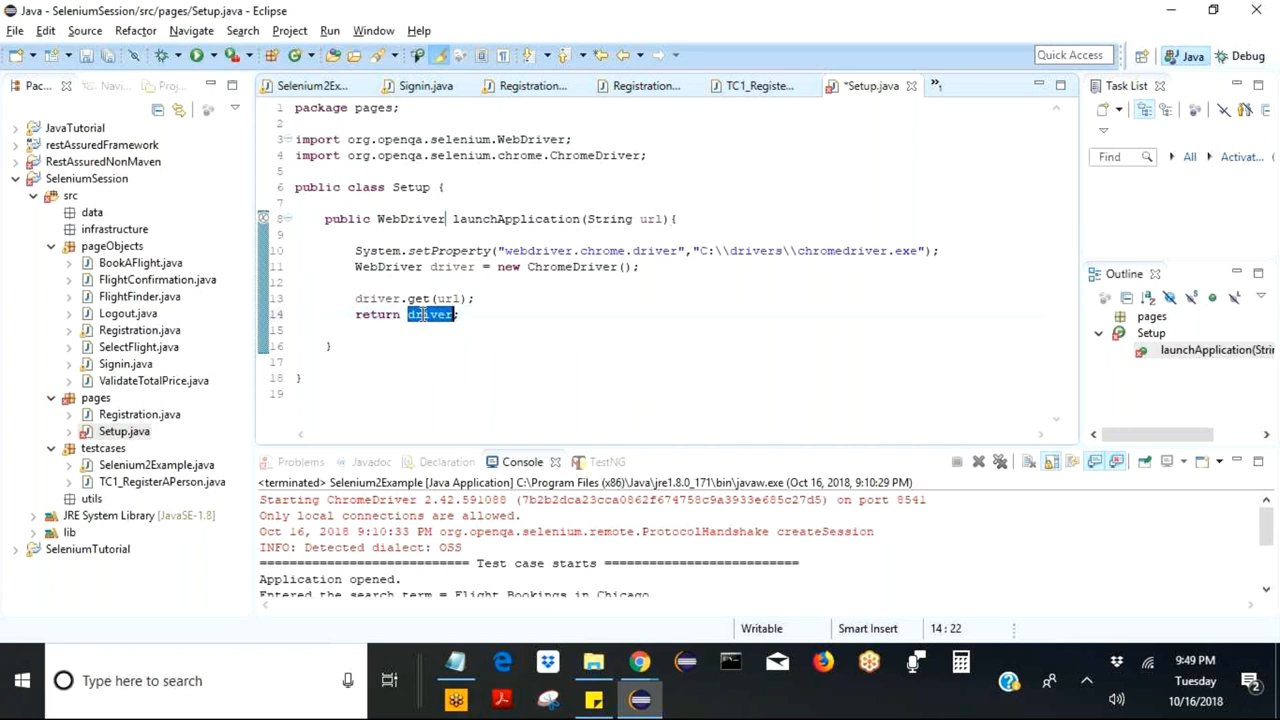 Java - SeleniumSession/src/pages/Setup.java - Eclipse
File Edit Source Refactor Navigate Search Project Run Window Help
Quick Access
Java
Debug
Pac...
Navi...
Proj...
Selenium2Ex...
Signin.java
Registration...
Registration...
TC1_Registe...
*Setup.java
»1
Task List
JavaTutorial
restAssuredFramework
RestAssuredNonMaven
SeleniumSession
src
data
infrastructure
pageObjects
BookAFlight.java
FlightConfirmation.java
FlightFinder.java
Logout.java
Registration.java
SelectFlight.java
Signin.java
ValidateTotalPrice.java
pages
Registration.java
Setup.java
testcases
Selenium2Example.java
TC1_RegisterAPerson.java
utils
JRE System Library [JavaSE-1.8]
lib
SeleniumTutorial
1 package pages;
2
3 import org.openqa.selenium.WebDriver;
4 import org.openqa.selenium.chrome.ChromeDriver;
5
6 public class Setup {
7
8 public WebDriver launchApplication(String url){
9
10 System.setProperty("webdriver.chrome.driver","C:\\drivers\\chromedriver.exe");
11 WebDriver driver = new ChromeDriver();
12
13 driver.get(url);
14 return driver;
15
16 }
17
18 }
19
Find
All
Activat...
Outline
pages
Setup
launchApplication(Strin
Problems
Javadoc
Declaration
Console
TestNG
<terminated> Selenium2Example [Java Application] C:\Program Files (x86)\Java\jre1.8.0_171\bin\javaw.exe (Oct 16, 2018, 9:10:29 PM)
Starting ChromeDriver 2.42.591088 (7b2b2dca23cca0862f674758c9a3933e685c27d5) on port 8541
Only local connections are allowed.
Oct 16, 2018 9:10:33 PM org.openqa.selenium.remote.ProtocolHandshake createSession
INFO: Detected dialect: OSS
============================ Test case starts ==========================
Application opened.
Entered the search term = Flight Bookings in Chicago
Writable
Smart Insert
14 : 22
Type here to search
9:49 PM
Tuesday
10/16/2018
2